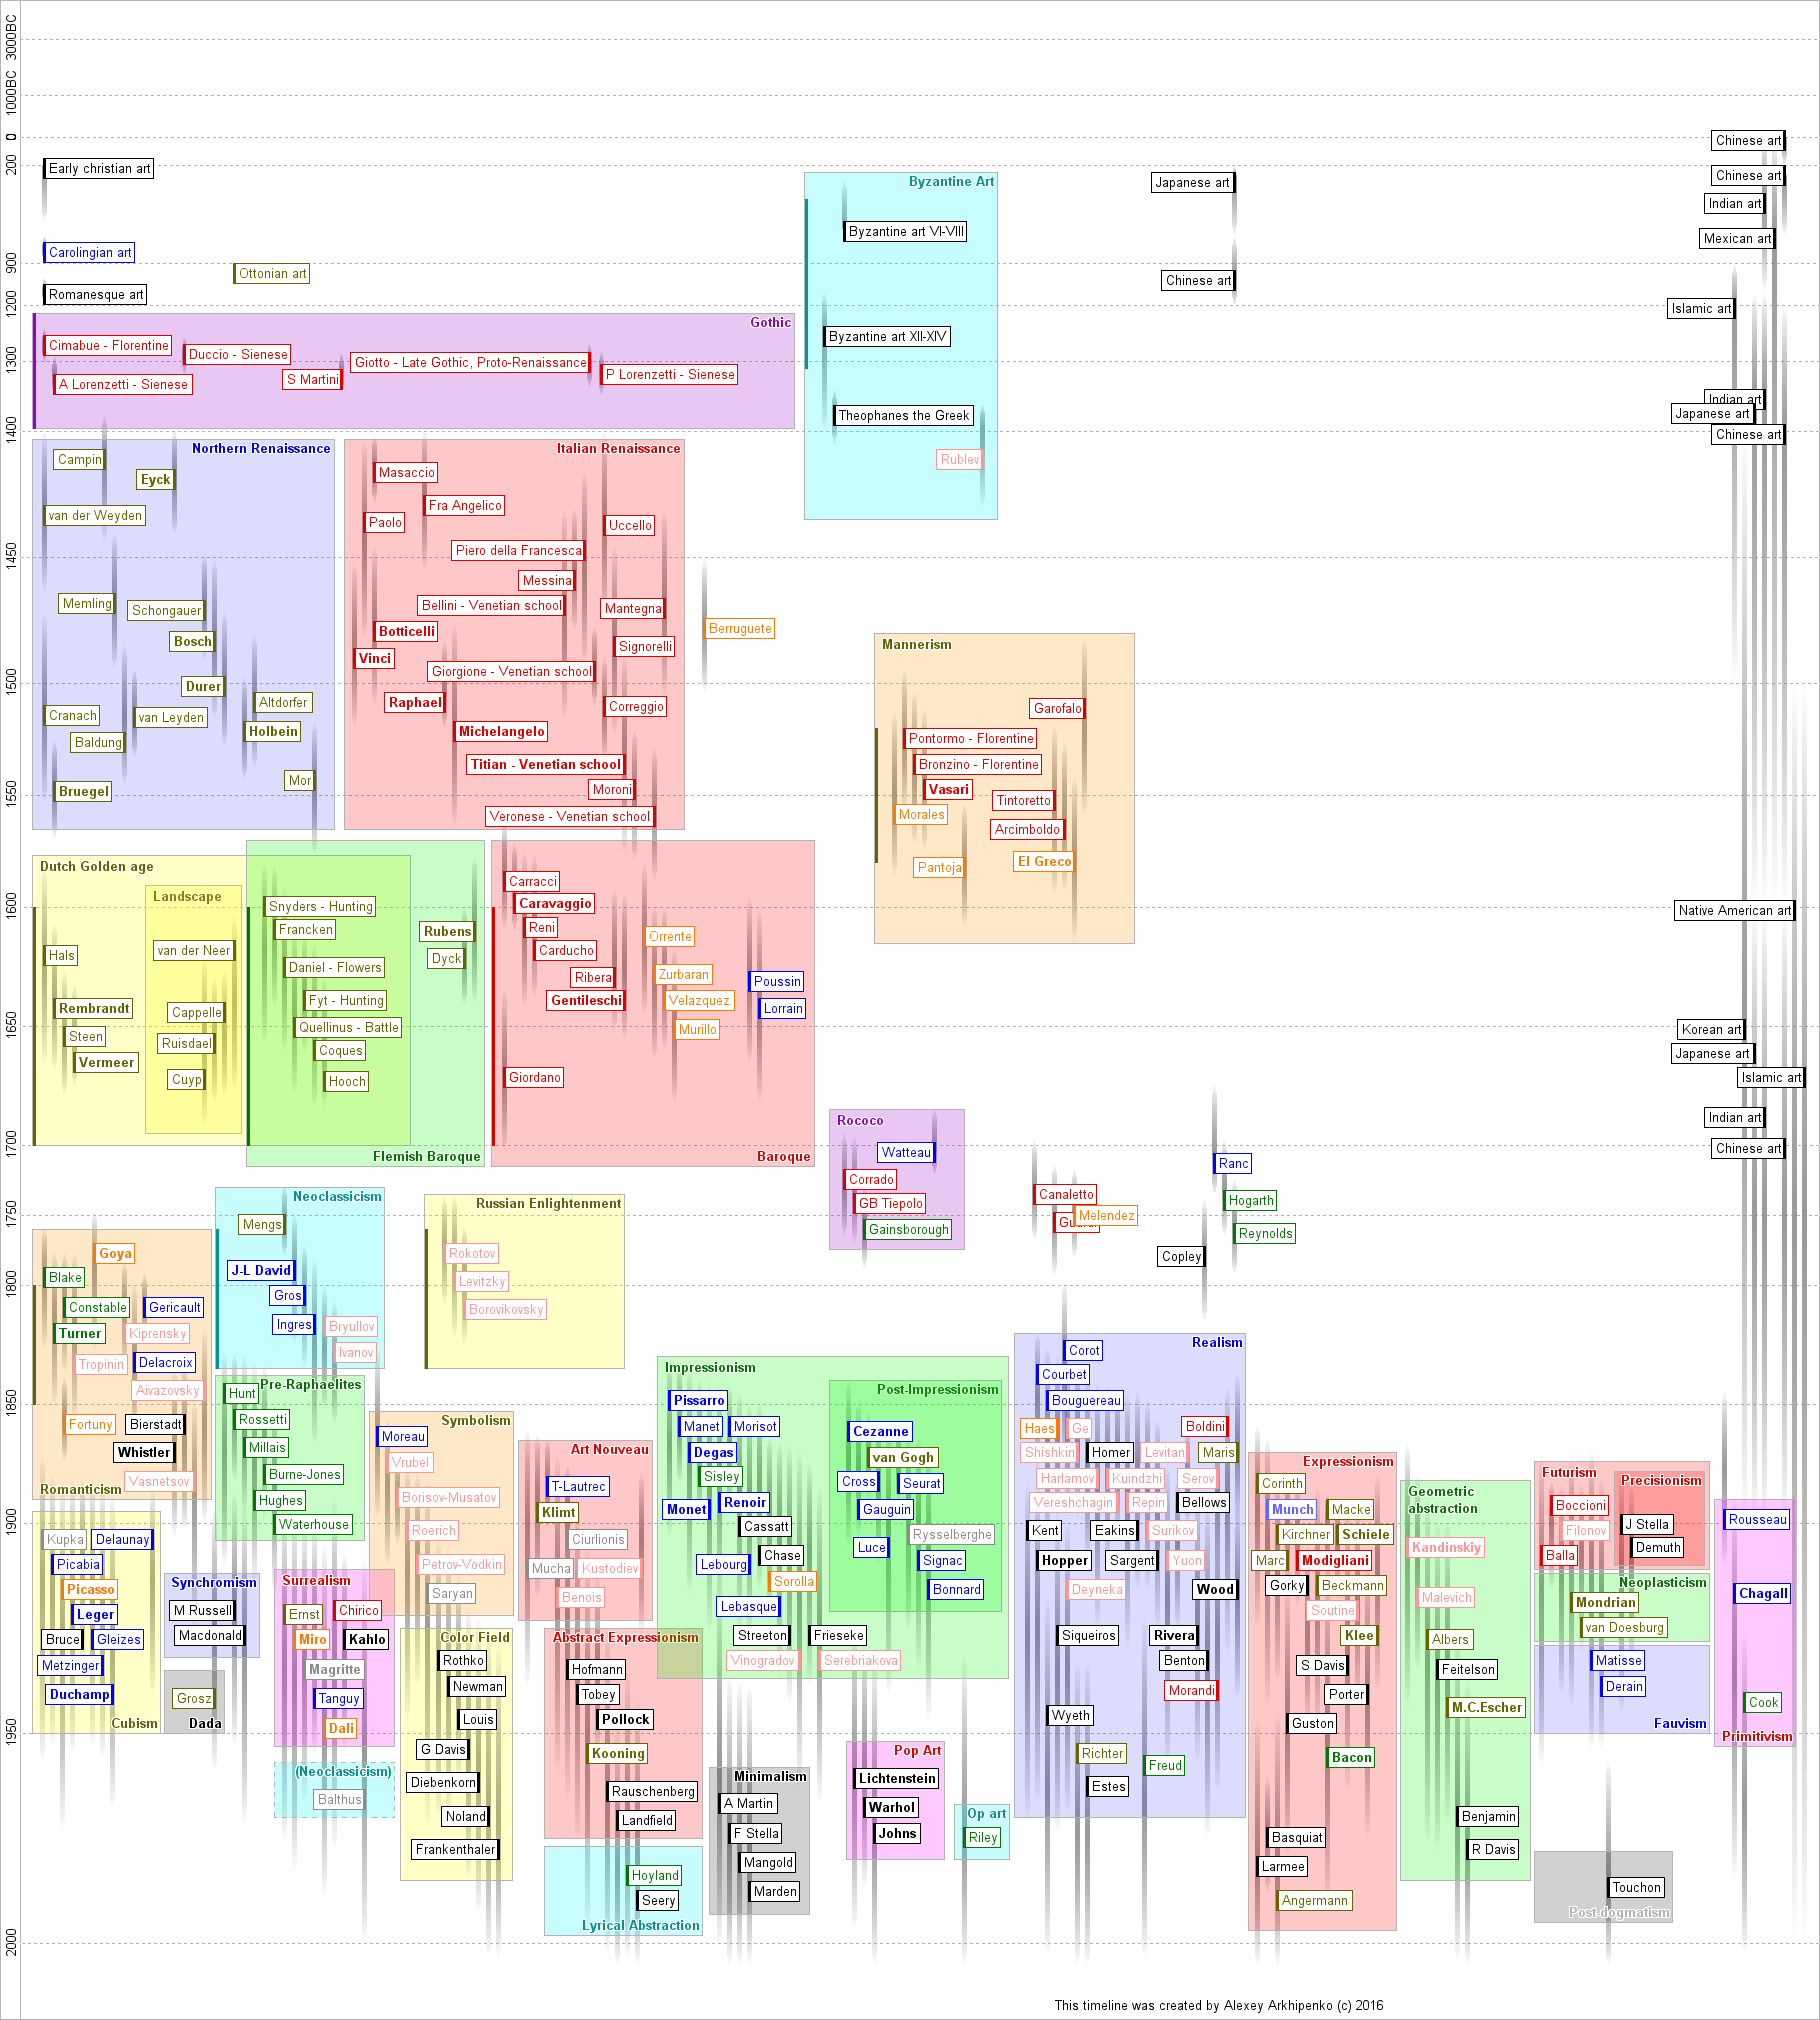 3000BC
1000BC
0
200
900
1200
1300
1400
1450
1500
1550
1600
1650
1700
1750
1800
1850
1900
1950
2000
Early christian art
Carolingian art
Ottonian art
Romanesque art
Byzantine Art
Byzantine art VI-VIII
Byzantine art XII-XIV
Theophanes the Greek
Rublev
Japanese art
Chinese art
Chinese art
Chinese art
Indian art
Mexican art
Islamic art
Indian art
Japanese art
Chinese art
Gothic
Cimabue - Florentine
Duccio - Sienese
Giotto - Late Gothic, Proto-Renaissance
A Lorenzetti - Sienese
S Martini
P Lorenzetti - Sienese
Northern Renaissance
Campin
Eyck
van der Weyden
Memling
Schongauer
Bosch
Durer
Cranach
van Leyden
Altdorfer
Baldung
Holbein
Mor
Bruegel
Italian Renaissance
Masaccio
Fra Angelico
Paolo
Uccello
Piero della Francesca
Messina
Bellini - Venetian school
Mantegna
Botticelli
Signorelli
Vinci
Giorgione - Venetian school
Raphael
Correggio
Michelangelo
Titian - Venetian school
Moroni
Veronese - Venetian school
Berruguete
Mannerism
Garofalo
Pontormo - Florentine
Bronzino - Florentine
Vasari
Tintoretto
Morales
Arcimboldo
El Greco
Pantoja
Dutch Golden age
Landscape
Hals
van der Neer
Rembrandt
Cappelle
Steen
Ruisdael
Vermeer
Cuyp
Snyders - Hunting
Francken
Rubens
Dyck
Daniel - Flowers
Fyt - Hunting
Quellinus - Battle
Coques
Hooch
Flemish Baroque
Carracci
Caravaggio
Reni
Carducho
Orrente
Ribera
Zurbaran
Poussin
Gentileschi
Velazquez
Lorrain
Murillo
Giordano
Baroque
Native American art
Korean art
Japanese art
Islamic art
Indian art
Chinese art
Rococo
Watteau
Corrado
GB Tiepolo
Gainsborough
Canaletto
Melendez
Ranc
Hogarth
Reynolds
Copley
Neoclassicism
Mengs
J-L David
Gros
Ingres
Bryullov
Ivanov
Russian Enlightenment
Rokotov
Levitzky
Borovikovsky
Goya
Blake
Constable
Gericault
Turner
Kiprensky
Tropinin
Delacroix
Aivazovsky
Fortuny
Bierstadt
Whistler
Vasnetsov
Romanticism
Pre-Raphaelites
Hunt
Rossetti
Millais
Burne-Jones
Hughes
Waterhouse
Symbolism
Moreau
Vrubel
Borisov-Musatov
Roerich
Petrov-Vodkin
Saryan
Art Nouveau
T-Lautrec
Klimt
Ciurlionis
Mucha
Kustodiev
Benois
Impressionism
Pissarro
Manet
Morisot
Degas
Sisley
Monet
Renoir
Cassatt
Chase
Lebourg
Sorolla
Lebasque
Streeton
Frieseke
Vinogradov
Serebriakova
Post-Impressionism
Cezanne
van Gogh
Cross
Seurat
Gauguin
Rysselberghe
Luce
Signac
Bonnard
Realism
Corot
Courbet
Bouguereau
Haes
Ge
Boldini
Shishkin
Homer
Levitan
Maris
Harlamov
Kuindzhi
Serov
Vereshchagin
Repin
Bellows
Kent
Eakins
Surikov
Hopper
Sargent
Yuon
Deyneka
Wood
Siqueiros
Rivera
Benton
Morandi
Wyeth
Richter
Freud
Estes
Expressionism
Corinth
Munch
Macke
Kirchner
Schiele
Marc
Modigliani
Gorky
Beckmann
Soutine
Klee
S Davis
Porter
Guston
Bacon
Basquiat
Larmee
Angermann
Geometric
abstraction
Kandinskiy
Malevich
Albers
Feitelson
M.C.Escher
Benjamin
R Davis
Futurism
Precisionism
Boccioni
J Stella
Filonov
Demuth
Balla
Neoplasticism
Mondrian
van Doesburg
Matisse
Derain
Fauvism
Rousseau
Chagall
Cook
Primitivism
Kupka
Delaunay
Picabia
Picasso
Leger
Bruce
Gleizes
Metzinger
Duchamp
Cubism
Synchromism
M Russell
Macdonald
Grosz
Dada
Surrealism
Ernst
Chirico
Miro
Kahlo
Magritte
Tanguy
Dali
(Neoclassicism)
Balthus
Color Field
Rothko
Newman
Louis
G Davis
Diebenkorn
Noland
Frankenthaler
Abstract Expressionism
Hofmann
Tobey
Pollock
Kooning
Rauschenberg
Landfield
Hoyland
Seery
Lyrical Abstraction
Minimalism
A Martin
F Stella
Mangold
Marden
Pop Art
Lichtenstein
Warhol
Johns
Op art
Riley
Touchon
Post-dogmatism
This timeline was created by Alexey Arkhipenko (c) 2016